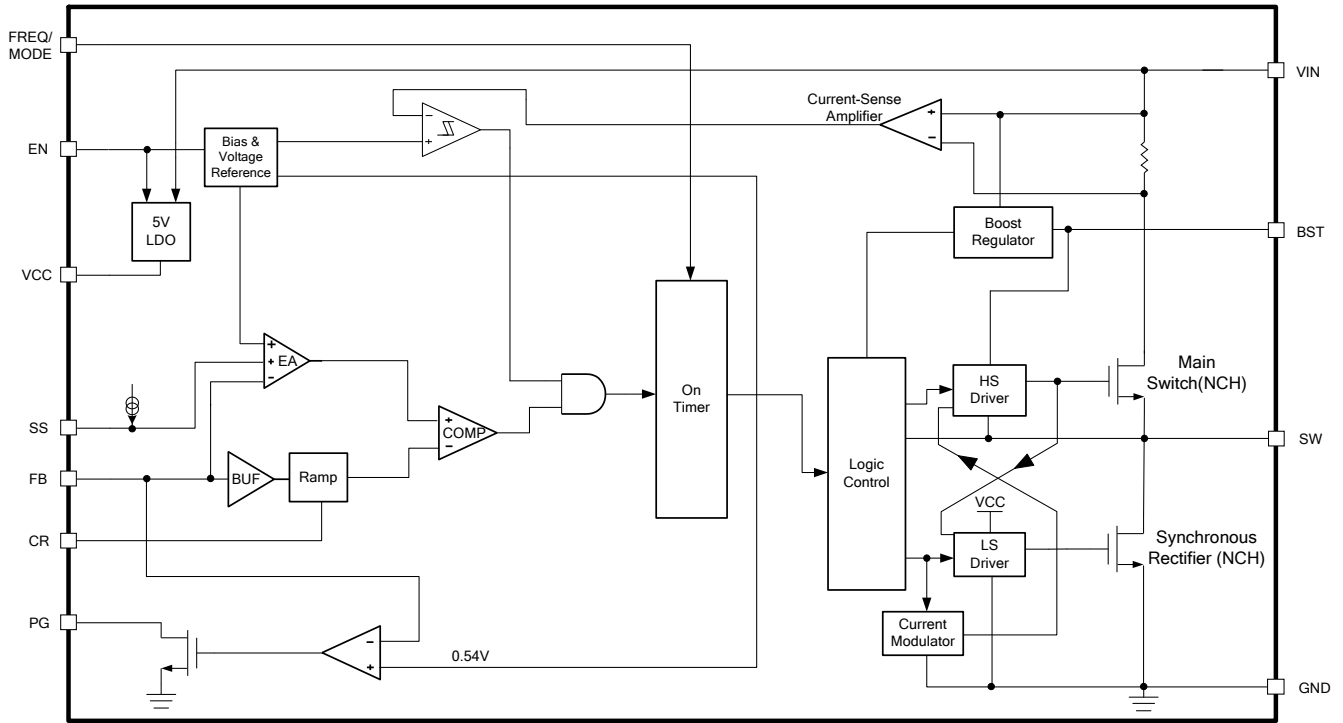 FREQ/
MODE
EN
VCC
SS
FB
CR
PG
VIN
BST
SW
GND
Current-Sense
Amplifier
+
−
−
+
Bias &
Voltage
Reference
5V
LDO
Boost
Regulator
+
+
−
EA
+
−
COMP
BUF
Ramp
On
Timer
Logic
Control
HS
Driver
Main
Switch(NCH)
VCC
LS
Driver
Synchronous
Rectifier (NCH)
Current
Modulator
−
+
0.54V